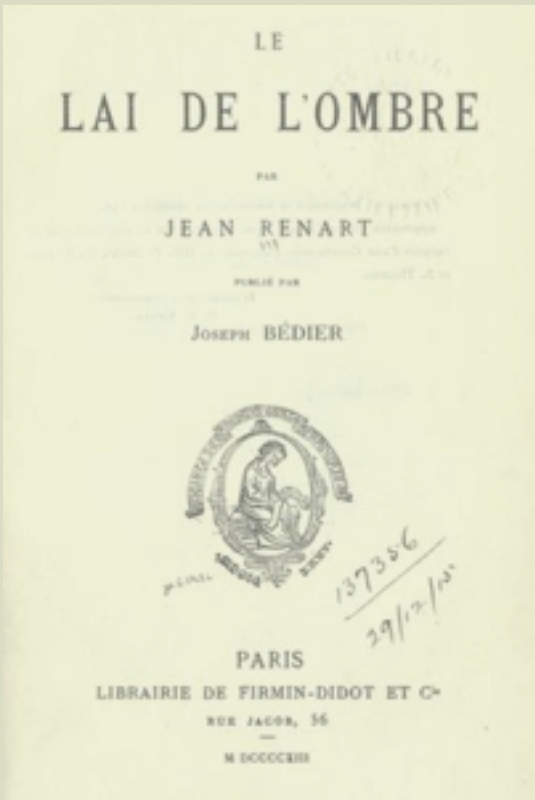 LE
LAI DE L'OMBRE
PAR
JEAN RENART
PUBLIÉ PAR
JOSEPH BÉDIER
137356
29/12/15
PARIS
LIBRAIRIE DE FIRMIN-DIDOT ET Cie
RUE JACOB, 56
M DCCCCXIII